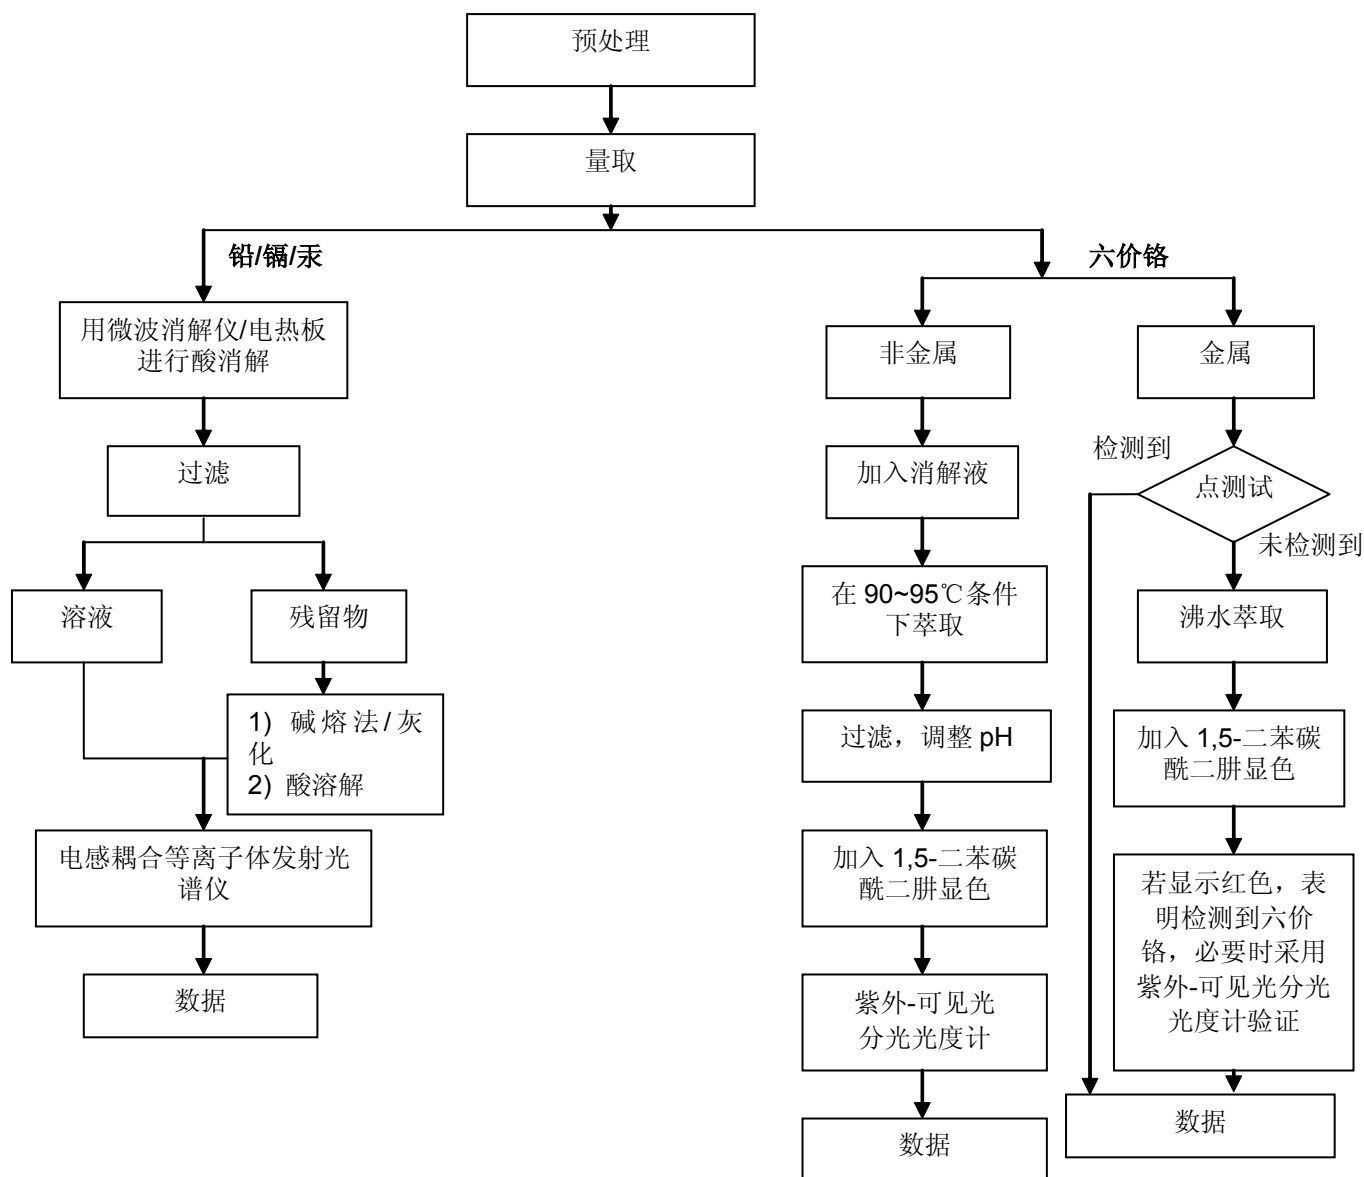 预处理
量取
铅/镉/汞
六价铬
用微波消解仪/电热板
进行酸消解
过滤
溶液
残留物
1) 碱熔法/灰
化
2) 酸溶解
电感耦合等离子体发射光
谱仪
数据
非金属
加入消解液
在 90~95℃条件
下萃取
过滤，调整 pH
加入 1,5-二苯碳
酰二肼显色
紫外-可见光
分光光度计
数据
金属
检测到
点测试
未检测到
沸水萃取
加入 1,5-二苯碳
酰二肼显色
若显示红色，表
明检测到六价
铬，必要时采用
紫外-可见光分光
光度计验证
数据